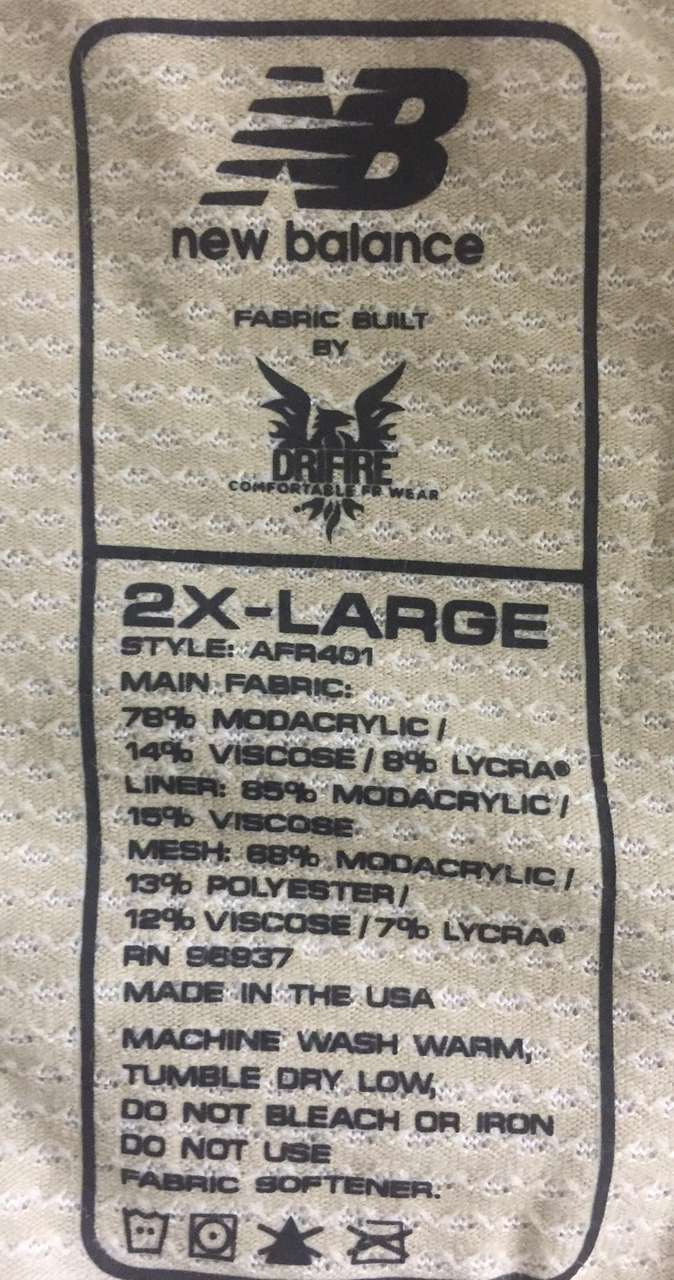 NB
new balance
FABRIC BUILT
BY
DRIFIRE
COMFORTABLE FR WEAR
2X-LARGE
STYLE: AFR401
MAIN FABRIC:
78% MODACRYLIC /
14% VISCOSE / 8% LYCRA®
LINER: 85% MODACRYLIC /
15% VISCOSE
MESH: 68% MODACRYLIC /
13% POLYESTER /
12% VISCOSE / 7% LYCRA®
RN 96937
MADE IN THE USA
MACHINE WASH WARM,
TUMBLE DRY LOW,
DO NOT BLEACH OR IRON
DO NOT USE
FABRIC SOFTENER.